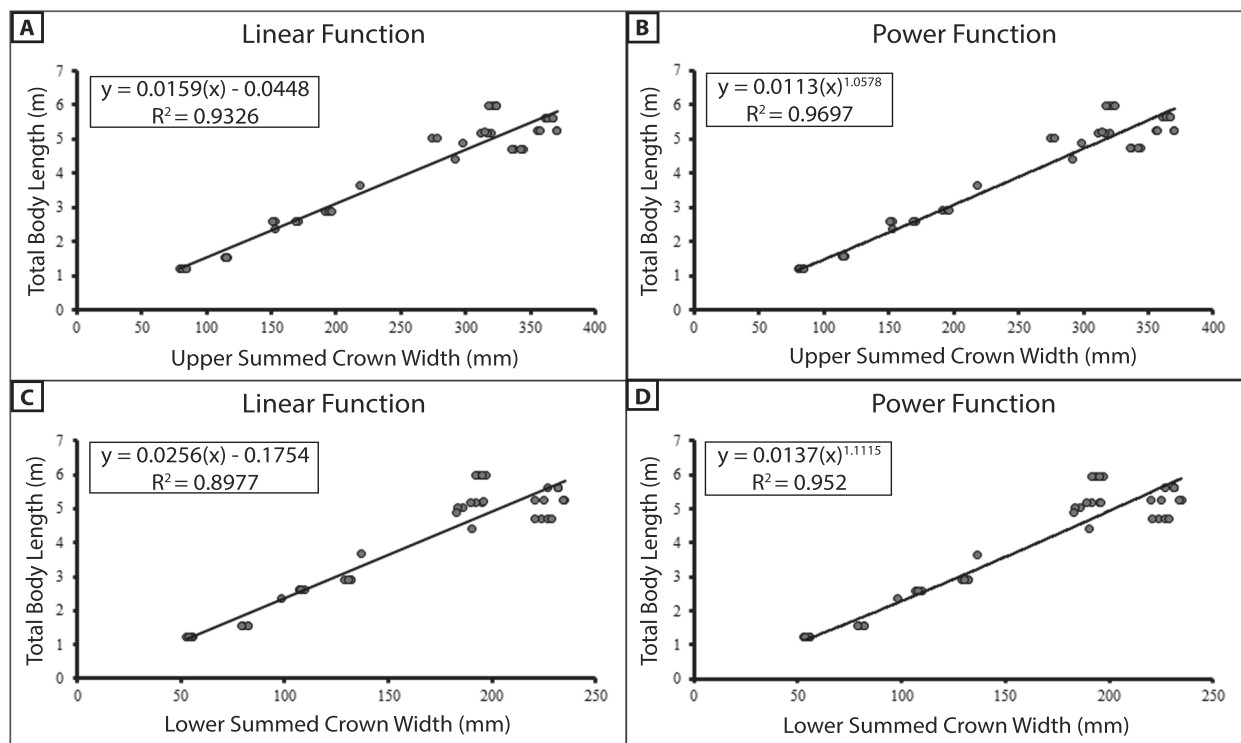 A
Linear Function
y = 0.0159(x) - 0.0448
R² = 0.9326
Total Body Length (m)
7
6
5
4
3
2
1
0
0 50 100 150 200 250 300 350 400
Upper Summed Crown Width (mm)
B
Power Function
y = 0.0113(x)^1.0578
R² = 0.9697
Total Body Length (m)
7
6
5
4
3
2
1
0
0 50 100 150 200 250 300 350 400
Upper Summed Crown Width (mm)
C
Linear Function
y = 0.0256(x) - 0.1754
R² = 0.8977
Total Body Length (m)
7
6
5
4
3
2
1
0
0 50 100 150 200 250
Lower Summed Crown Width (mm)
D
Power Function
y = 0.0137(x)^1.1115
R² = 0.952
Total Body Length (m)
7
6
5
4
3
2
1
0
0 50 100 150 200 250
Lower Summed Crown Width (mm)